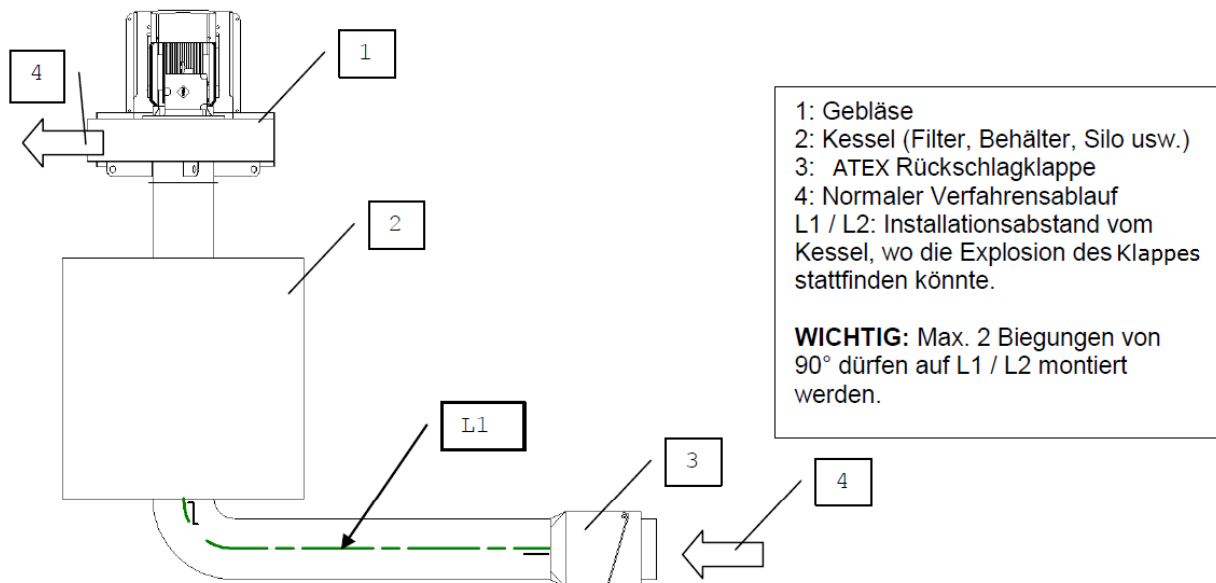 4
1
2
L1
3
4
1: Gebläse
2: Kessel (Filter, Behälter, Silo usw.)
3: ATEX Rückschlagklappe
4: Normaler Verfahrensablauf
L1 / L2: Installationsabstand vom
Kessel, wo die Explosion des Klappes
stattfinden könnte.
WICHTIG: Max. 2 Biegungen von
90° dürfen auf L1 / L2 montiert
werden.